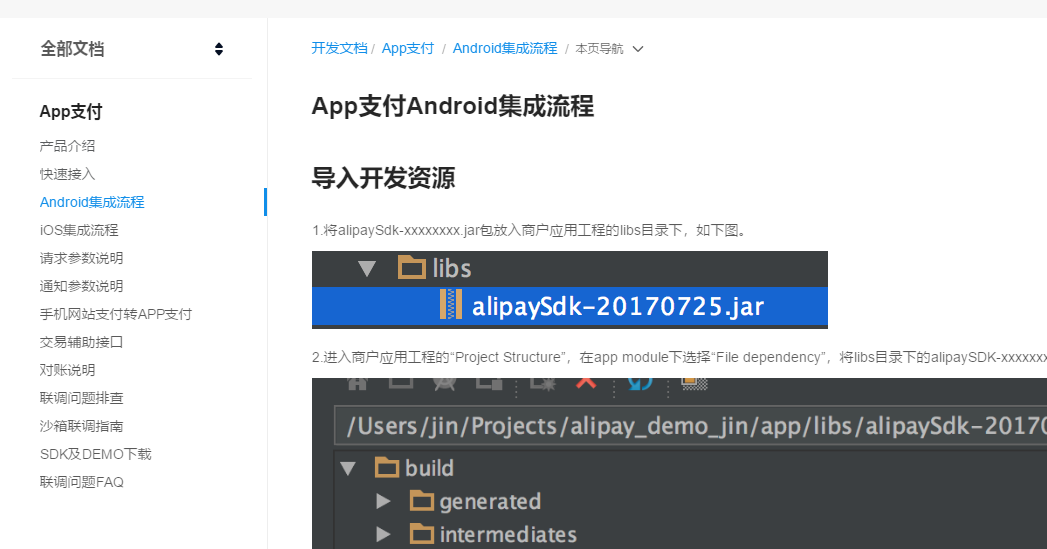 全部文档
App支付
产品介绍
快速接入
Android集成流程
iOS集成流程
请求参数说明
通知参数说明
手机网站支付转APP支付
交易辅助接口
对账说明
联调问题排查
沙箱联调指南
SDK及DEMO下载
联调问题FAQ
开发文档 / App支付 / Android集成流程 / 本页导航
App支付Android集成流程
导入开发资源
1.将alipaySdk-xxxxxxxx.jar包放入商户应用工程的libs目录下，如下图。
libs
alipaySdk-20170725.jar
2.进入商户应用工程的“Project Structure”，在app module下选择“File dependency”，将libs目录下的alipaySDK-xxxxxxx
/Users/jin/Projects/alipay_demo_jin/app/libs/alipaySdk-20170
build
generated
intermediates